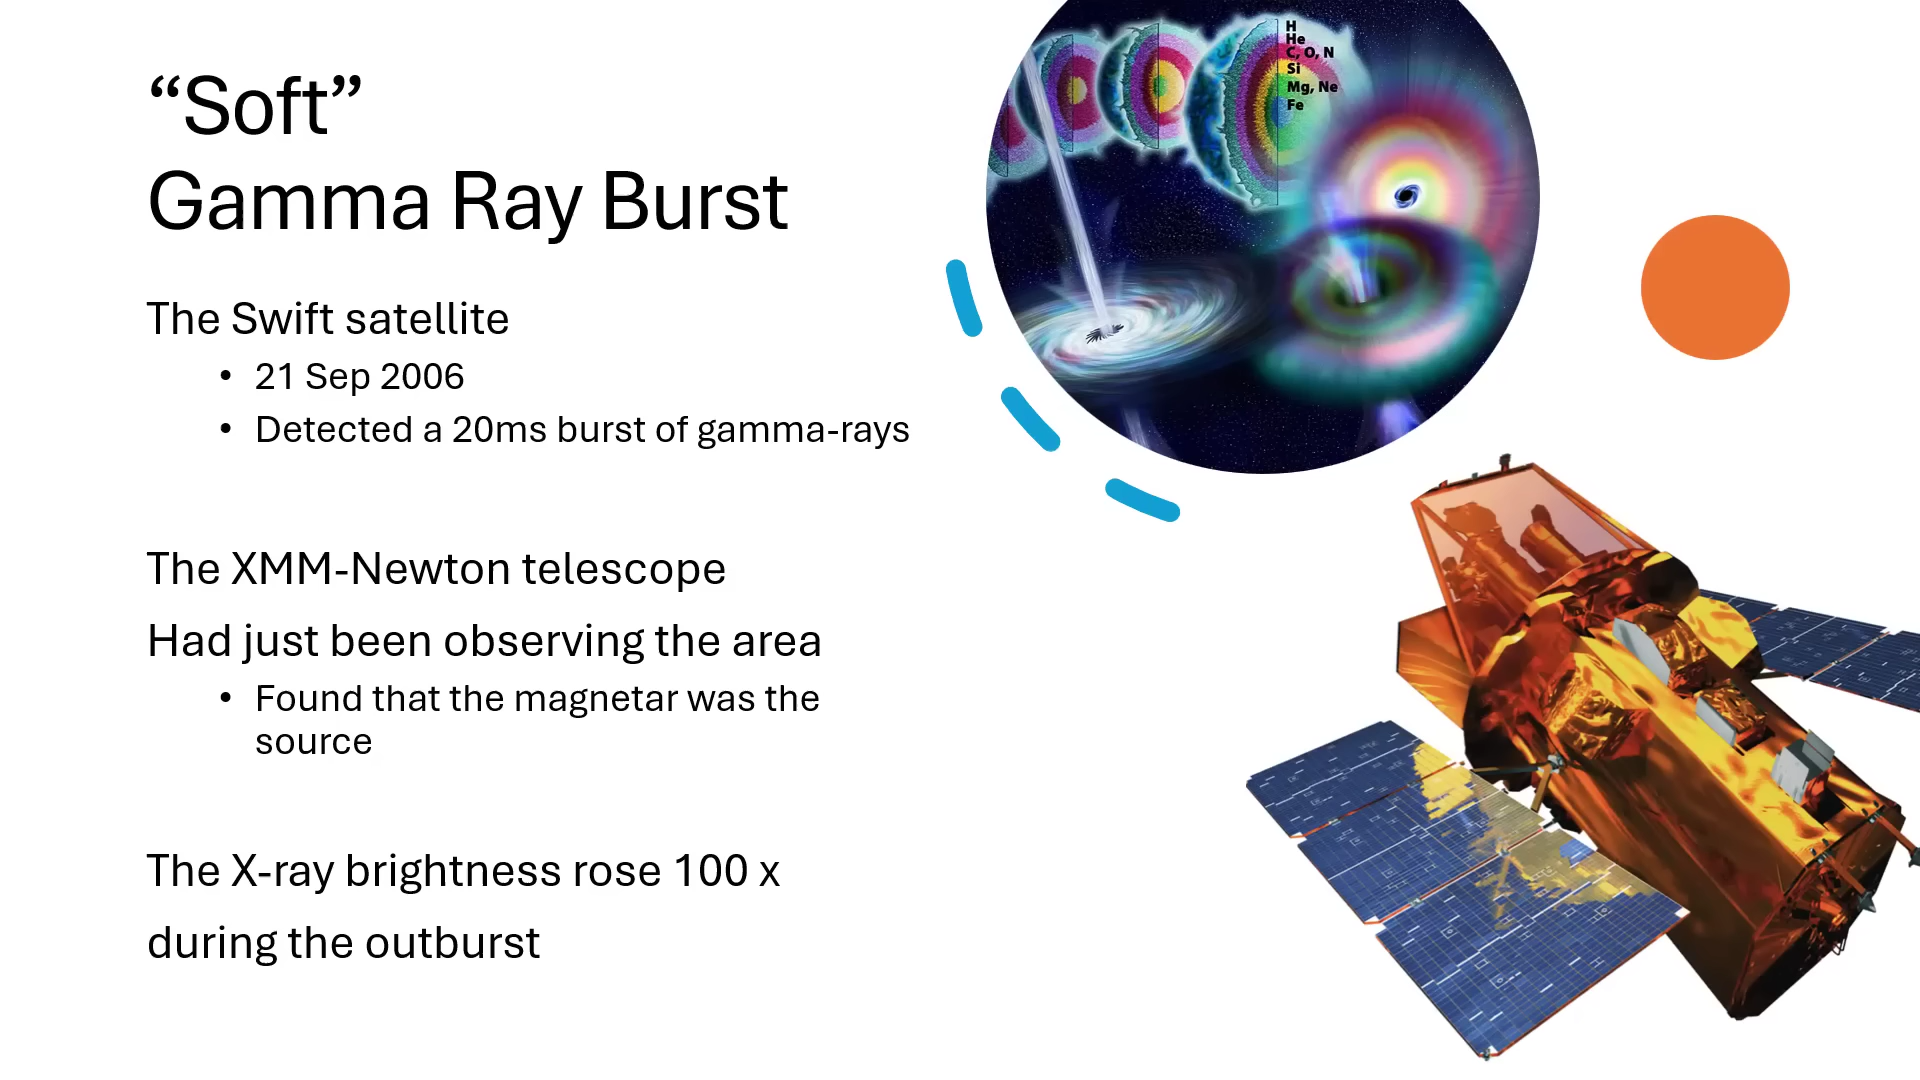 “Soft”
Gamma Ray Burst
The Swift satellite
• 21 Sep 2006
• Detected a 20ms burst of gamma-rays
The XMM-Newton telescope
Had just been observing the area
• Found that the magnetar was the
source
The X-ray brightness rose 100 x
during the outburst
H
He
C, O, N
Si
Mg, Ne
Fe